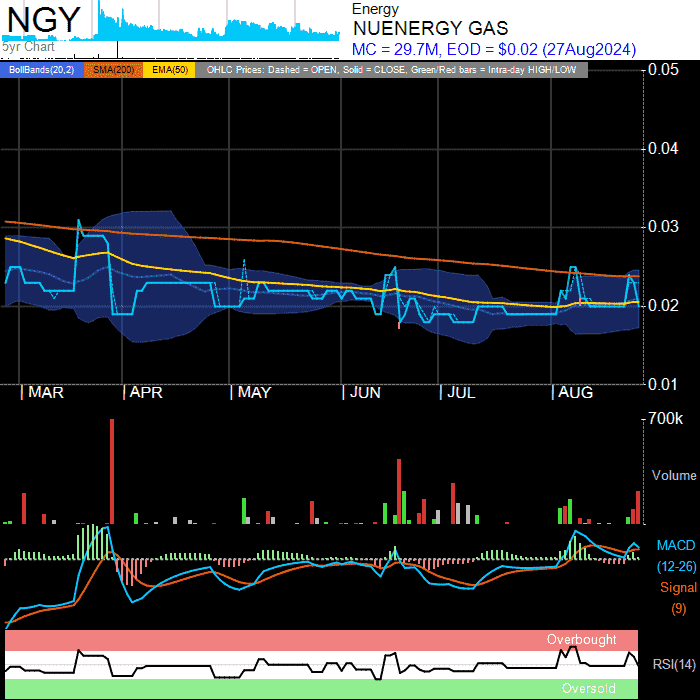 NGY
5yr Chart
Energy
NUENERGY GAS
MC = 29.7M, EOD = $0.02 (27Aug2024)
BollBands(20,2) SMA(200) EMA(50) OHLC Prices: Dashed = OPEN, Solid = CLOSE, Green/Red bars = Intra-day HIGH/LOW
0.05
0.04
0.03
0.02
0.01
| MAR | APR | MAY | JUN | JUL | AUG
700k
Volume
MACD
(12-26)
Signal
(9)
Overbought
RSI(14)
Oversold